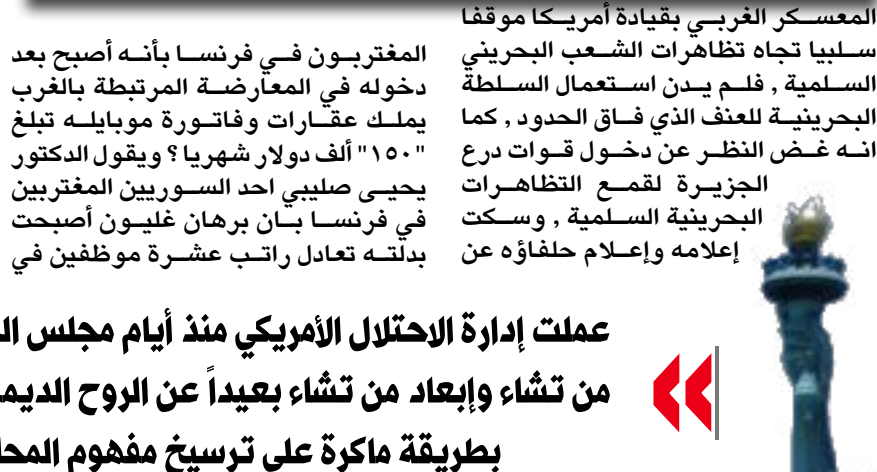 المعسكر الغربي بقيادة أمريكا موقفا
سلبيا تجاه تظاهرات الشعب البحريني
السلمية , فلم يدن استعمال السلطة
البحرينية للعنف الذي فاق الحدود , كما
انه غض النظر عن دخول قوات درع
الجزيرة لقمع التظاهرات
البحرينية السلمية , وسكت
إعلامه وإعلام حلفاؤه عن
المغتربون في فرنسا بأنه أصبح بعد
دخوله في المعارضة المرتبطة بالغرب
يملك عقارات وفاتورة موبايله تبلغ
"١٥٠" ألف دولار شهريا ؟ ويقول الدكتور
يحيى صليبي احد السوريين المغتربين
في فرنسا بان برهان غليون أصبحت
بدلته تعادل راتب عشرة موظفين في
عملت إدارة الاحتلال الأمريكي منذ أيام مجلس
من تشاء وإبعاد من تشاء بعيداً عن الروح
بطريقة ماكرة على ترسيخ مفهوم